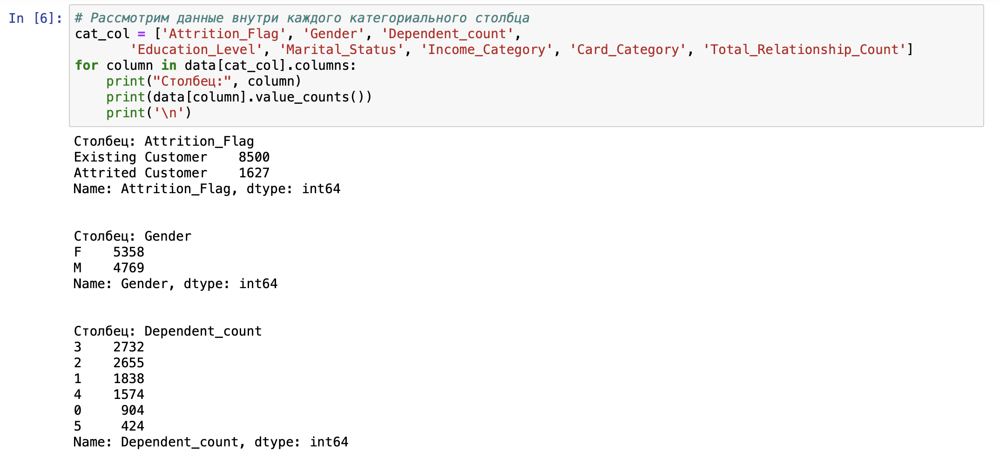 In [6]:
# Рассмотрим данные внутри каждого категориального столбца
cat_col = ['Attrition_Flag', 'Gender', 'Dependent_count',
       'Education_Level', 'Marital_Status', 'Income_Category', 'Card_Category', 'Total_Relationship_Count']
for column in data[cat_col].columns:
    print("Столбец:", column)
    print(data[column].value_counts())
    print('\n')
Столбец: Attrition_Flag
Existing Customer    8500
Attrited Customer    1627
Name: Attrition_Flag, dtype: int64
Столбец: Gender
F    5358
M    4769
Name: Gender, dtype: int64
Столбец: Dependent_count
3    2732
2    2655
1    1838
4    1574
0     904
5     424
Name: Dependent_count, dtype: int64